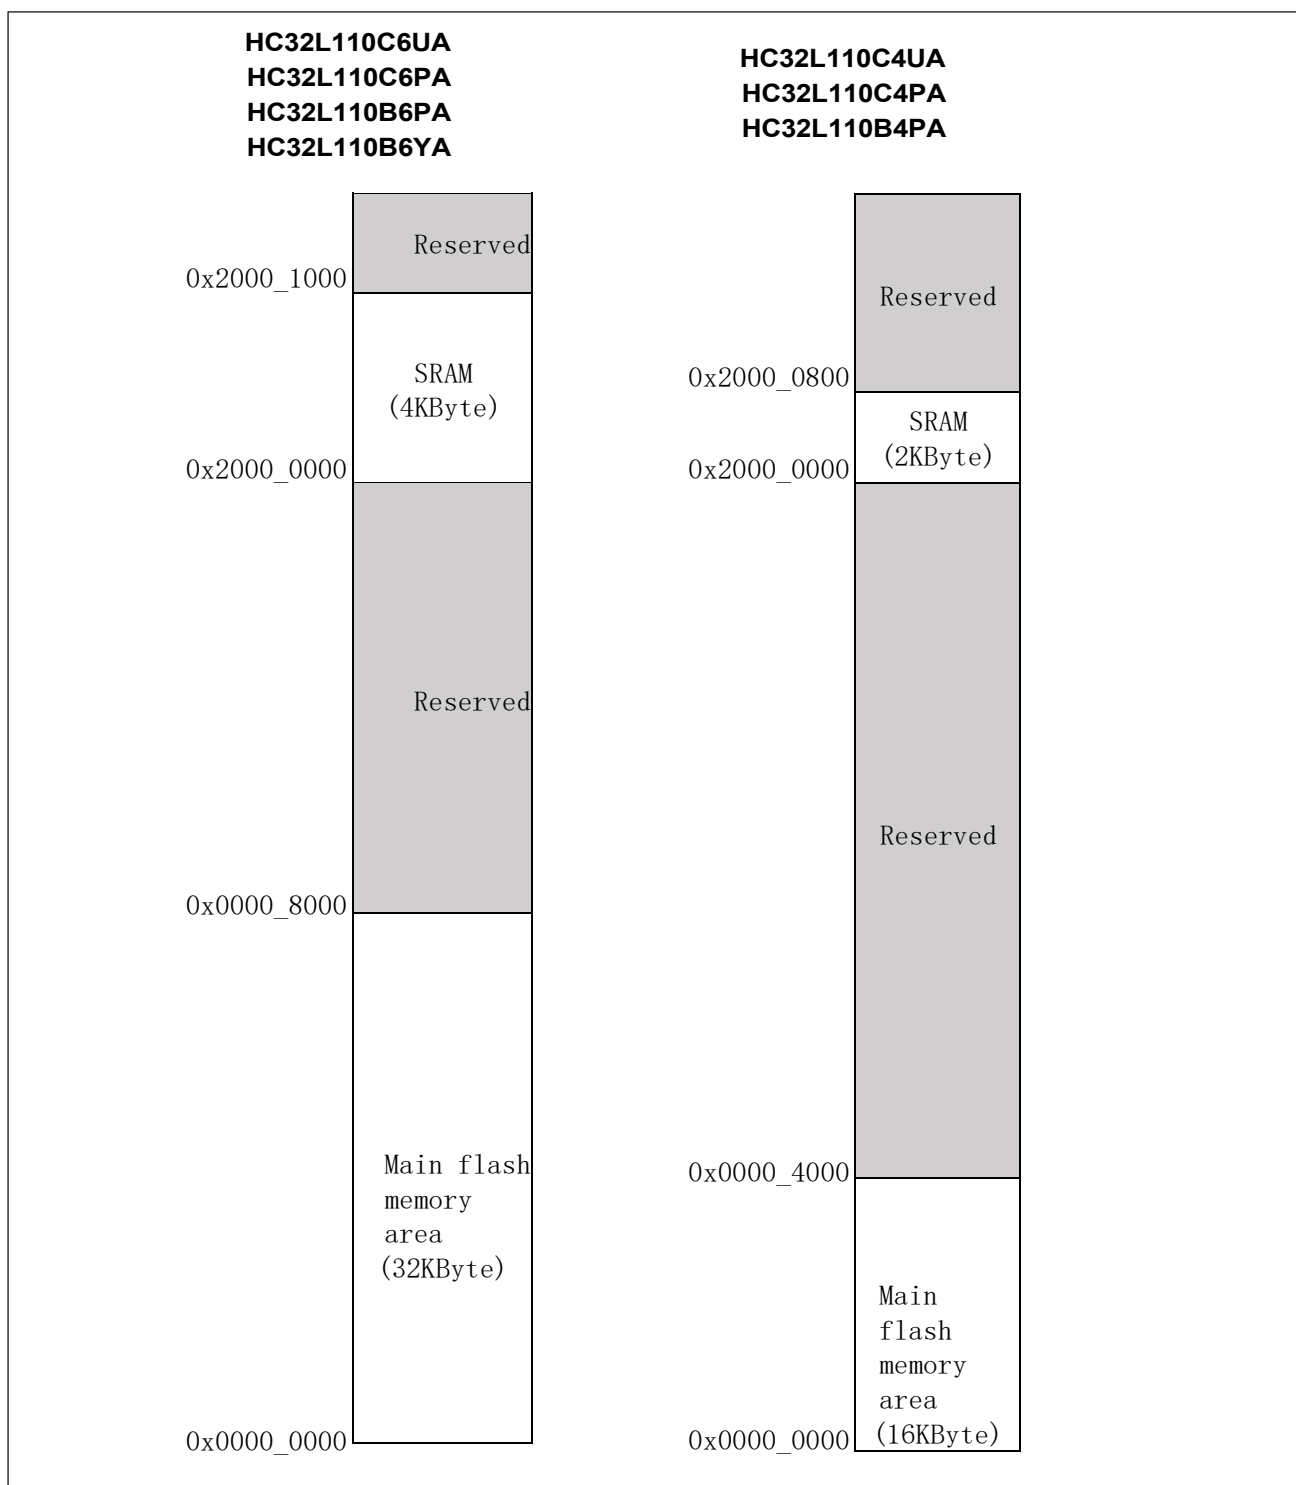 HC32L110C6UA
HC32L110C6PA
HC32L110B6PA
HC32L110B6YA
Reserved
0x2000_1000
SRAM
(4KByte)
0x2000_0000
Reserved
0x0000_8000
Main flash
memory
area
(32KByte)
0x0000_0000
HC32L110C4UA
HC32L110C4PA
HC32L110B4PA
Reserved
0x2000_0800
SRAM
(2KByte)
0x2000_0000
Reserved
0x0000_4000
Main
flash
memory
area
(16KByte)
0x0000_0000